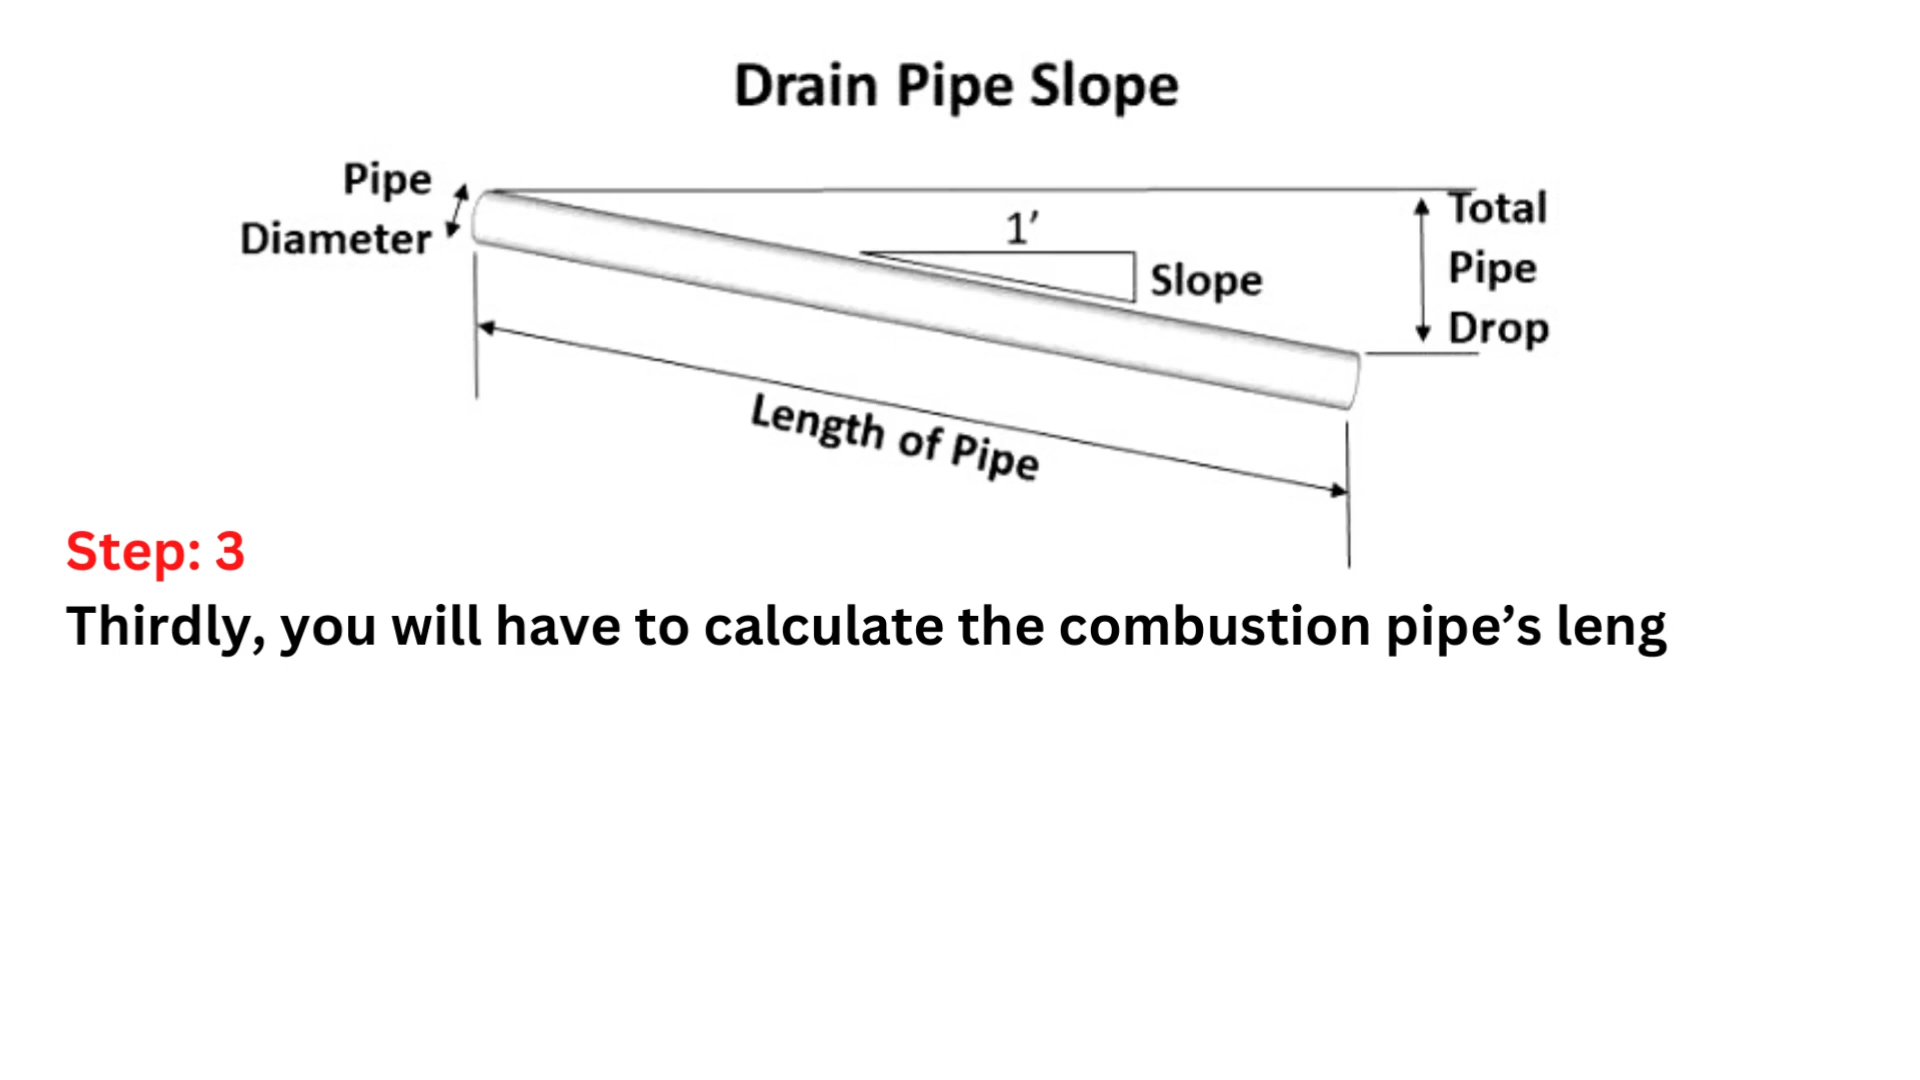 Drain Pipe Slope
Pipe
Diameter
1′
Slope
Total
Pipe
Drop
Length of Pipe
Step: 3
Thirdly, you will have to calculate the combustion pipe’s leng